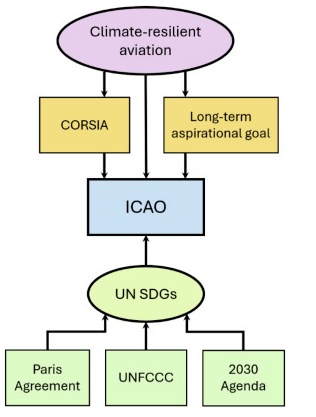 Climate-resilient
aviation
CORSIA
Long-term
aspirational goal
ICAO
UN SDGs
Paris
Agreement
UNFCCC
2030
Agenda